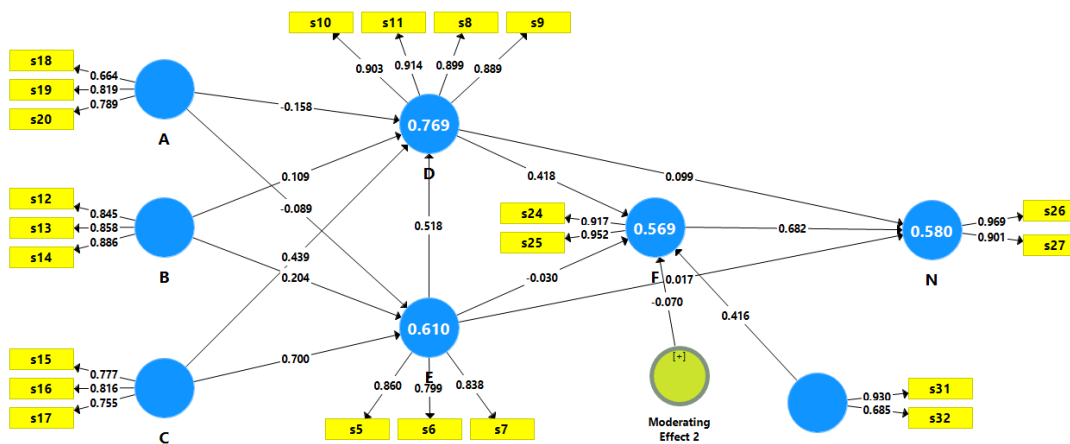 s10
s11
s8
s9
s18
s19
s20
0.664
0.819
0.789
A
0.903
0.914
0.899
0.889
-0.158
0.769
D
0.109
-0.089
0.518
0.439
0.204
0.099
0.418
s12
s13
s14
0.845
0.858
0.886
B
s24
s25
0.917
0.952
0.569
F
0.682
0.580
N
0.969
0.901
s26
s27
-0.030
0.017
-0.070
0.416
0.610
E
0.700
s15
s16
s17
0.777
0.816
0.755
C
0.860
0.799
0.838
s5
s6
s7
[+]
Moderating
Effect 2
0.930
0.685
s31
s32